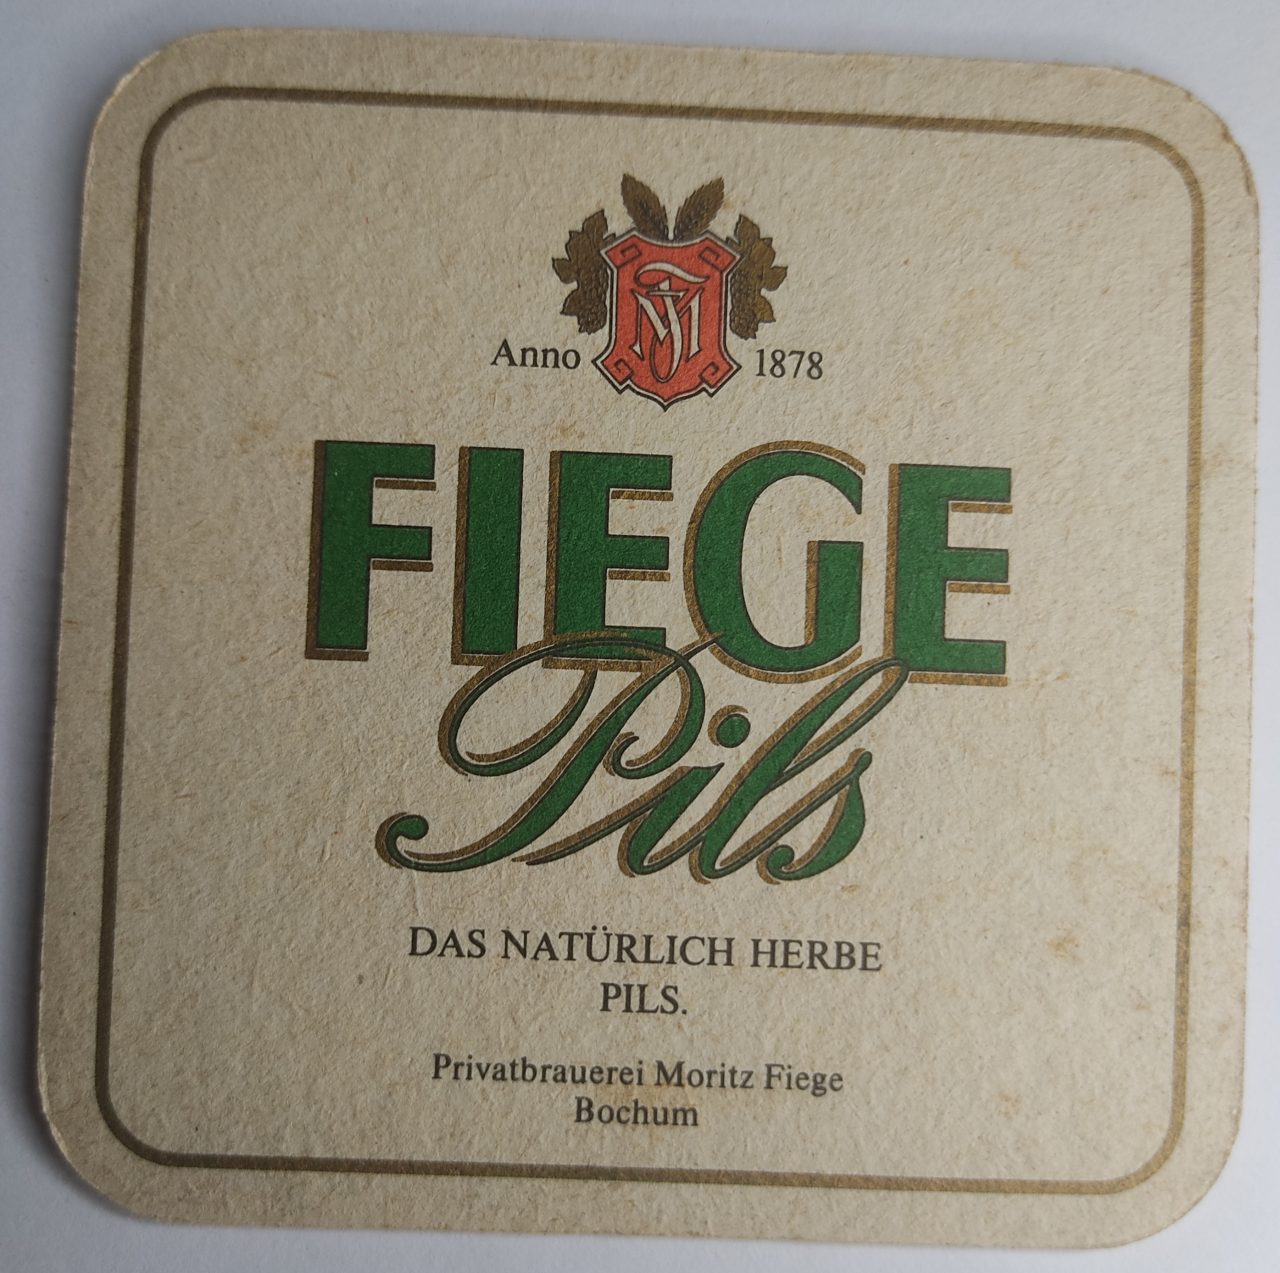 Anno 1878
FIEGE
Pils
DAS NATÜRLICH HERBE
PILS.
Privatbrauerei Moritz Fiege
Bochum